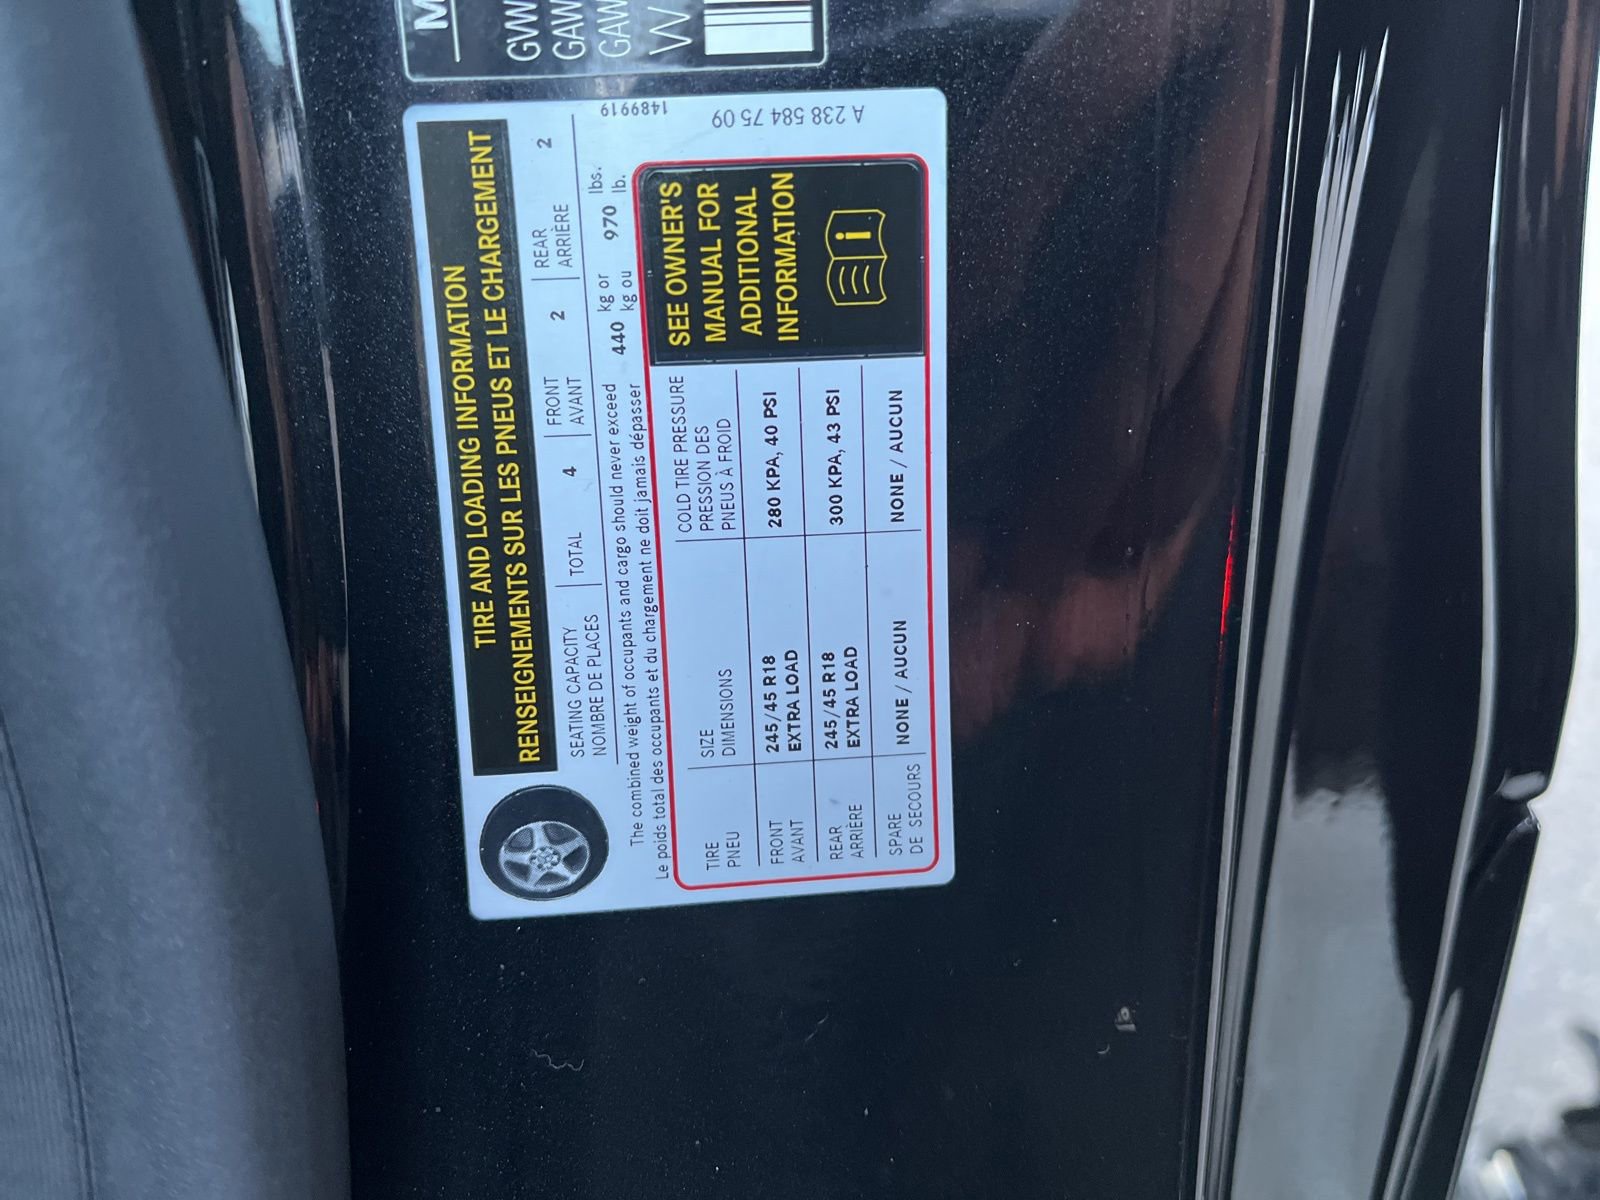 M
GVW
GAW
GAW
TIRE AND LOADING INFORMATION
RENSEIGNEMENTS SUR LES PNEUS ET LE CHARGEMENT
SEATING CAPACITY TOTAL 4 FRONT 2 REAR 2
NOMBRE DE PLACES AVANT ARRIÈRE
The combined weight of occupants and cargo should never exceed 440 kg or 970 lbs.
Le poids total des occupants et du chargement ne doit jamais dépasser kg ou lb.
1489919
TIRE SIZE COLD TIRE PRESSURE
PNEU DIMENSIONS PRESSION DES
PNEUS À FROID
FRONT 245/45 R18 280 KPA, 40 PSI
AVANT EXTRA LOAD
REAR 245/45 R18 300 KPA, 43 PSI
ARRIÈRE EXTRA LOAD
SPARE NONE / AUCUN NONE / AUCUN
DE SECOURS
SEE OWNER'S
MANUAL FOR
ADDITIONAL
INFORMATION
i
A 238 584 75 09